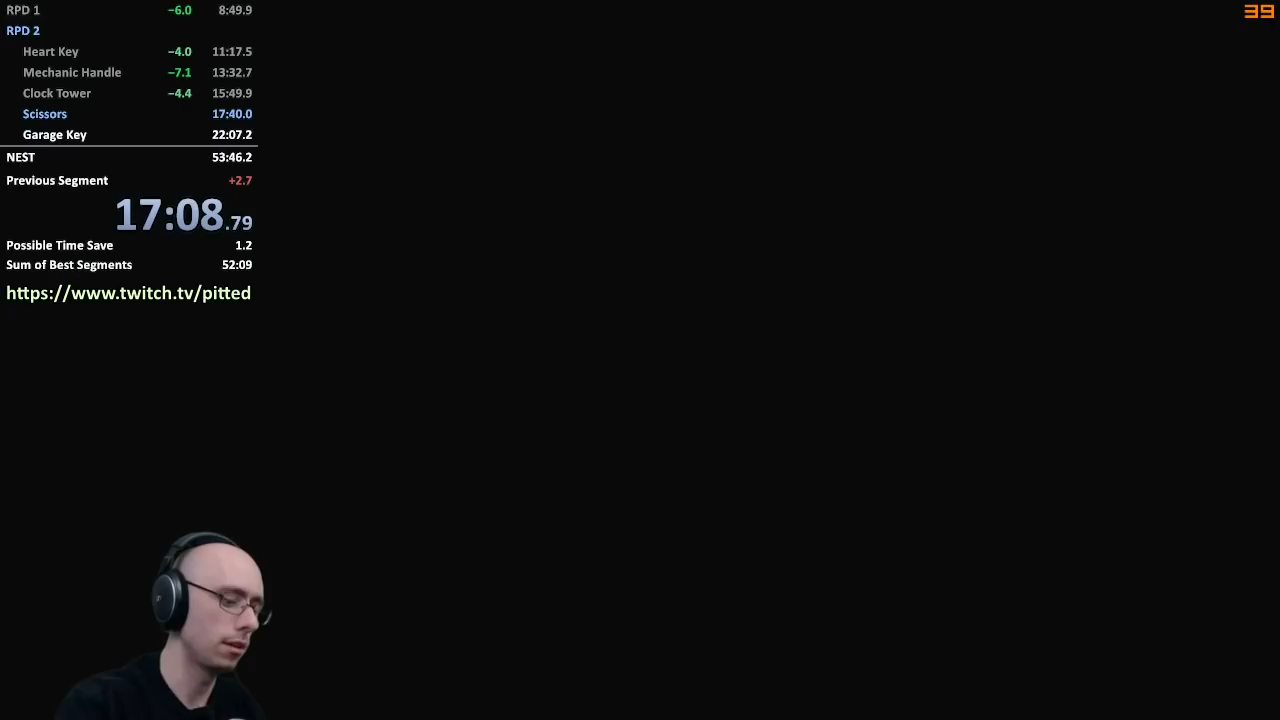 RPD 1 −6.0 8:49.9
39
RPD 2
Heart Key −4.0 11:17.5
Mechanic Handle −7.1 13:32.7
Clock Tower −4.4 15:49.9
Scissors 17:40.0
Garage Key 22:07.2
NEST 53:46.2
Previous Segment +2.7
17:08.79
Possible Time Save 1.2
Sum of Best Segments 52:09
https://www.twitch.tv/pitted